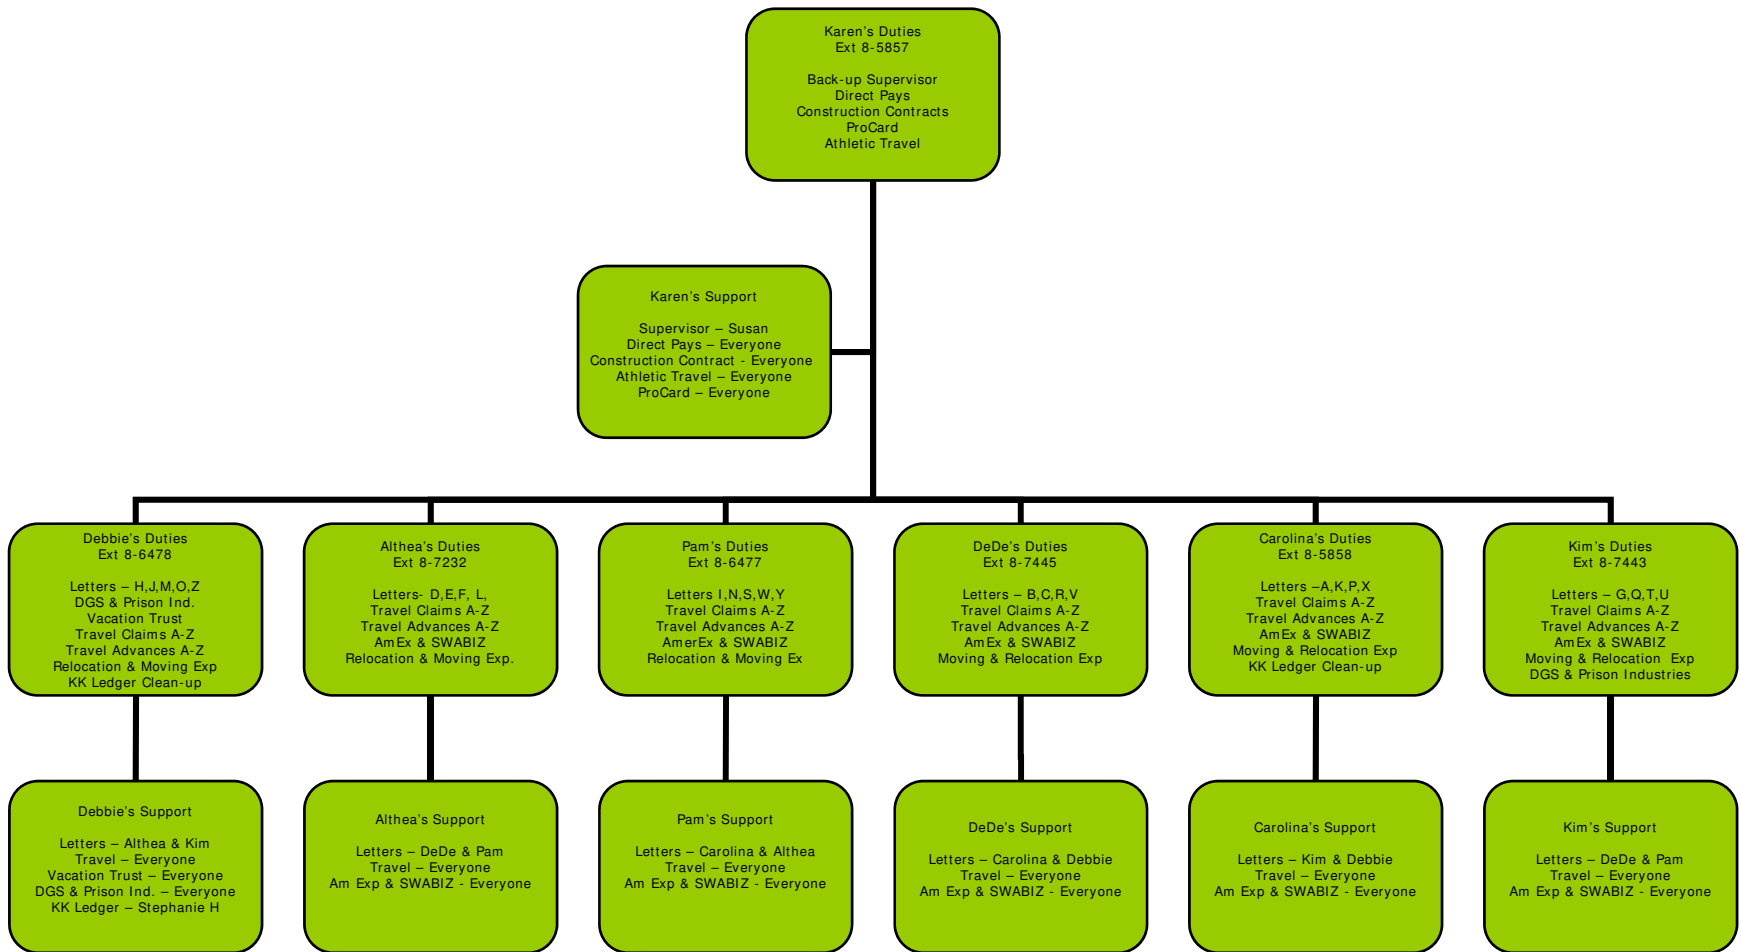 Karen's Duties
Ext 8-5857
Back-up Supervisor
Direct Pays
Construction Contracts
ProCard
Athletic Travel
Karen's Support
Supervisor – Susan
Direct Pays – Everyone
Construction Contract - Everyone
Athletic Travel – Everyone
ProCard – Everyone
Debbie's Duties
Ext 8-6478
Letters – H,J,M,O,Z
DGS & Prison Ind.
Vacation Trust
Travel Claims A-Z
Travel Advances A-Z
Relocation & Moving Exp
KK Ledger Clean-up
Althea's Duties
Ext 8-7232
Letters- D,E,F, L,
Travel Claims A-Z
Travel Advances A-Z
AmEx & SWABIZ
Relocation & Moving Exp.
Pam's Duties
Ext 8-6477
Letters I,N,S,W,Y
Travel Claims A-Z
Travel Advances A-Z
AmerEx & SWABIZ
Relocation & Moving Ex
DeDe's Duties
Ext 8-7445
Letters – B,C,R,V
Travel Claims A-Z
Travel Advances A-Z
AmEx & SWABIZ
Moving & Relocation Exp
Carolina's Duties
Ext 8-5858
Letters –A,K,P,X
Travel Claims A-Z
Travel Advances A-Z
AmEx & SWABIZ
Moving & Relocation Exp
KK Ledger Clean-up
Kim's Duties
Ext 8-7443
Letters – G,Q,T,U
Travel Claims A-Z
Travel Advances A-Z
AmEx & SWABIZ
Moving & Relocation  Exp
DGS & Prison Industries
Debbie's Support
Letters – Althea & Kim
Travel – Everyone
Vacation Trust – Everyone
DGS & Prison Ind. – Everyone
KK Ledger – Stephanie H
Althea's Support
Letters – DeDe & Pam
Travel – Everyone
Am Exp & SWABIZ - Everyone
Pam's Support
Letters – Carolina & Althea
Travel – Everyone
Am Exp & SWABIZ - Everyone
DeDe's Support
Letters – Carolina & Debbie
Travel – Everyone
Am Exp & SWABIZ - Everyone
Carolina's Support
Letters – Kim & Debbie
Travel – Everyone
Am Exp & SWABIZ - Everyone
Kim's Support
Letters – DeDe & Pam
Travel – Everyone
Am Exp & SWABIZ - Everyone